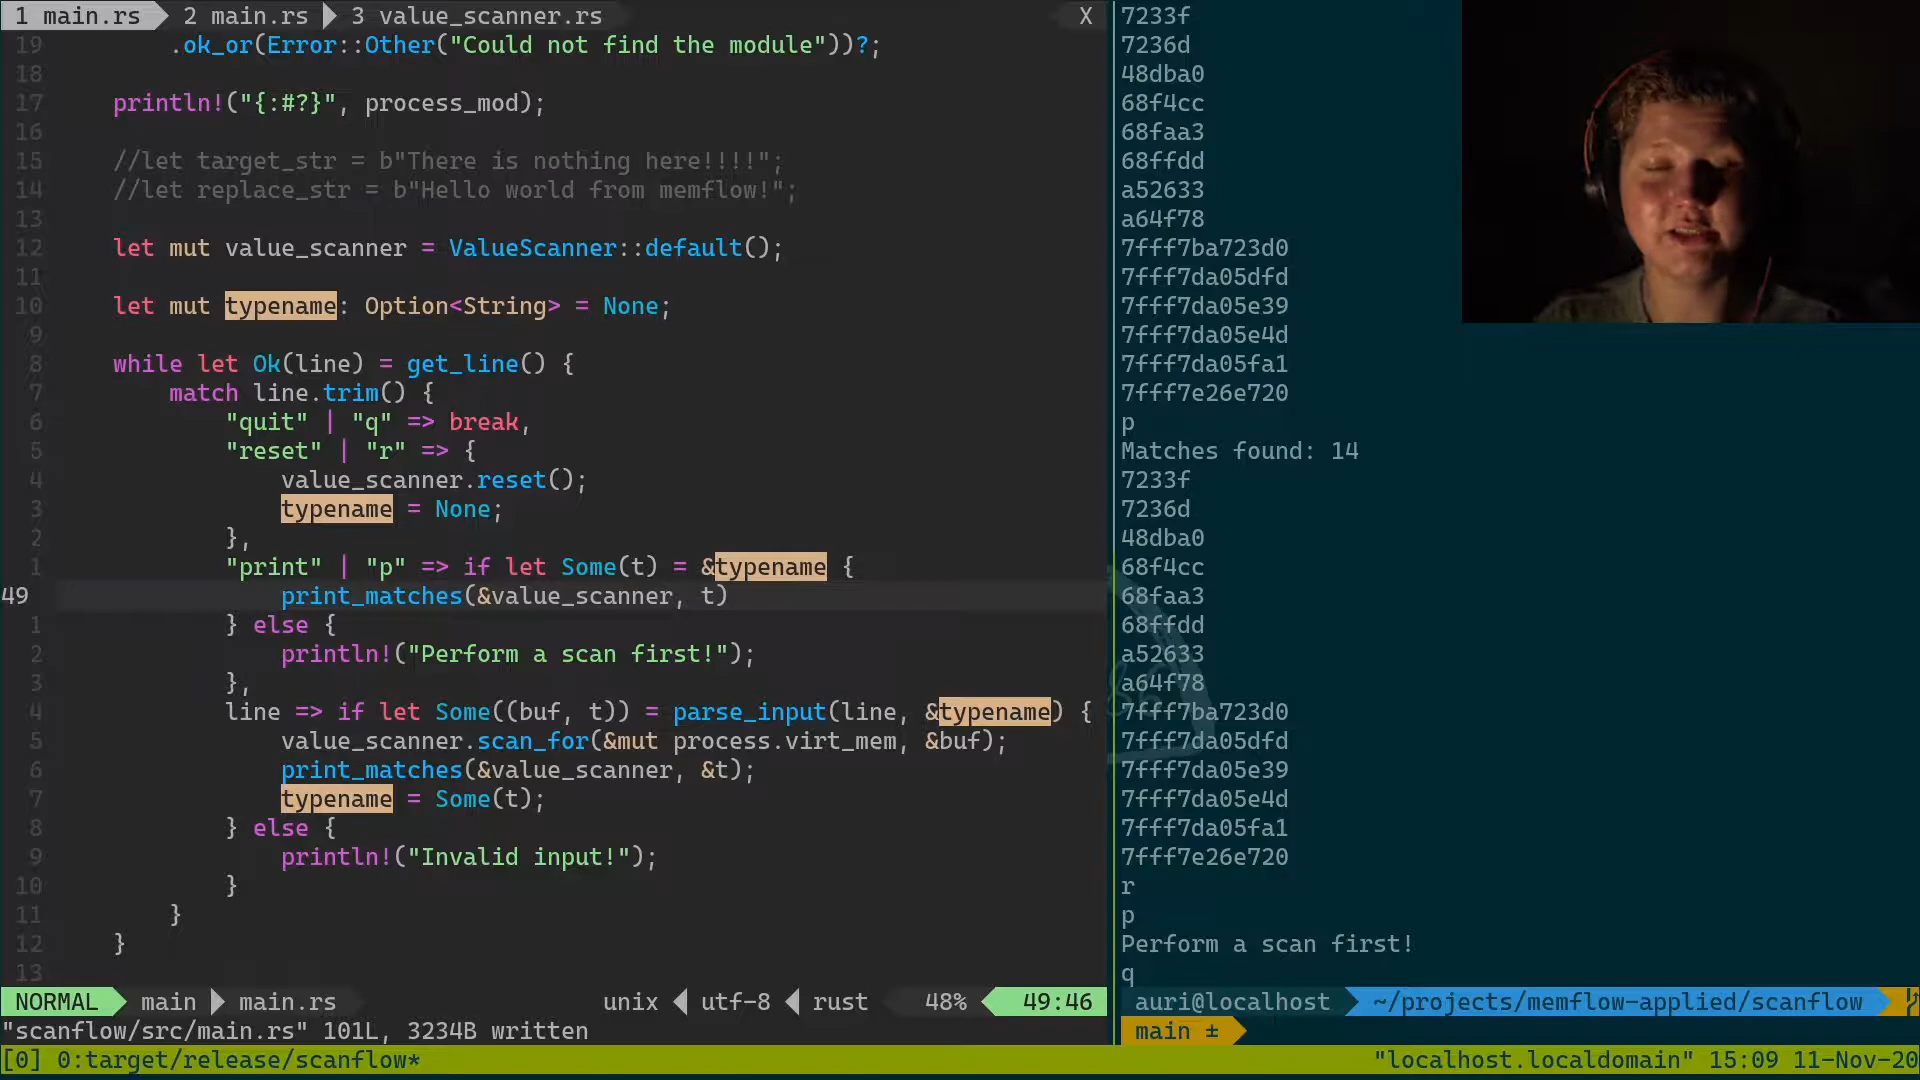 1 main.rs 2 main.rs 3 value_scanner.rs X
19 .ok_or(Error::Other("Could not find the module"))?;
18
17 println!("{:#?}", process_mod);
16
15 //let target_str = b"There is nothing here!!!!";
14 //let replace_str = b"Hello world from memflow!";
13
12 let mut value_scanner = ValueScanner::default();
11
10 let mut typename: Option<String> = None;
9
8 while let Ok(line) = get_line() {
7 match line.trim() {
6 "quit" | "q" => break,
5 "reset" | "r" => {
4 value_scanner.reset();
3 typename = None;
2 },
1 "print" | "p" => if let Some(t) = &typename {
49 print_matches(&value_scanner, t)
1 } else {
2 println!("Perform a scan first!");
3 },
4 line => if let Some((buf, t)) = parse_input(line, &typename) {
5 value_scanner.scan_for(&mut process.virt_mem, &buf);
6 print_matches(&value_scanner, &t);
7 typename = Some(t);
8 } else {
9 println!("Invalid input!");
10 }
11 }
12 }
13
NORMAL main main.rs unix utf-8 rust 48% 49:46
"scanflow/src/main.rs" 101L, 3234B written
7233f
7236d
48dba0
68f4cc
68faa3
68ffdd
a52633
a64f78
7fff7ba723d0
7fff7da05dfd
7fff7da05e39
7fff7da05e4d
7fff7da05fa1
7fff7e26e720
p
Matches found: 14
7233f
7236d
48dba0
68f4cc
68faa3
68ffdd
a52633
a64f78
7fff7ba723d0
7fff7da05dfd
7fff7da05e39
7fff7da05e4d
7fff7da05fa1
7fff7e26e720
r
p
Perform a scan first!
q
auri@localhost ~/projects/memflow-applied/scanflow
main ±
[0] 0:target/release/scanflow* "localhost.localdomain" 15:09 11-Nov-20